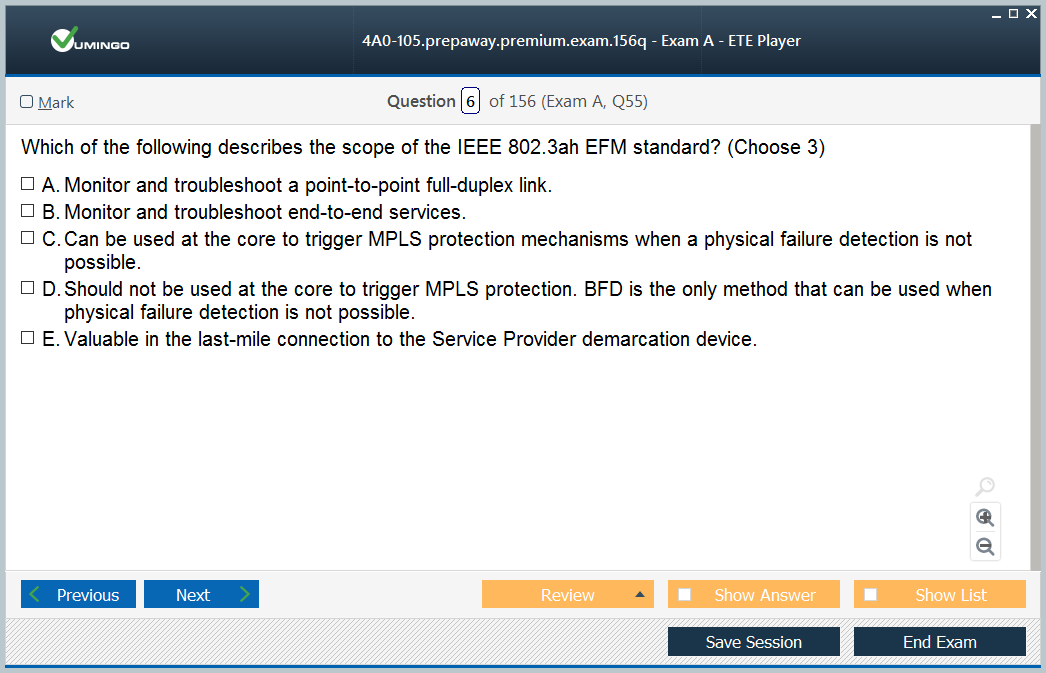 VUMINGO
4A0-105.prepaway.premium.exam.156q - Exam A - ETE Player
Mark
Question 6 of 156 (Exam A, Q55)
Which of the following describes the scope of the IEEE 802.3ah EFM standard? (Choose 3)
A. Monitor and troubleshoot a point-to-point full-duplex link.
B. Monitor and troubleshoot end-to-end services.
C. Can be used at the core to trigger MPLS protection mechanisms when a physical failure detection is not
possible.
D. Should not be used at the core to trigger MPLS protection. BFD is the only method that can be used when
physical failure detection is not possible.
E. Valuable in the last-mile connection to the Service Provider demarcation device.
Previous
Next
Review
Show Answer
Show List
Save Session
End Exam